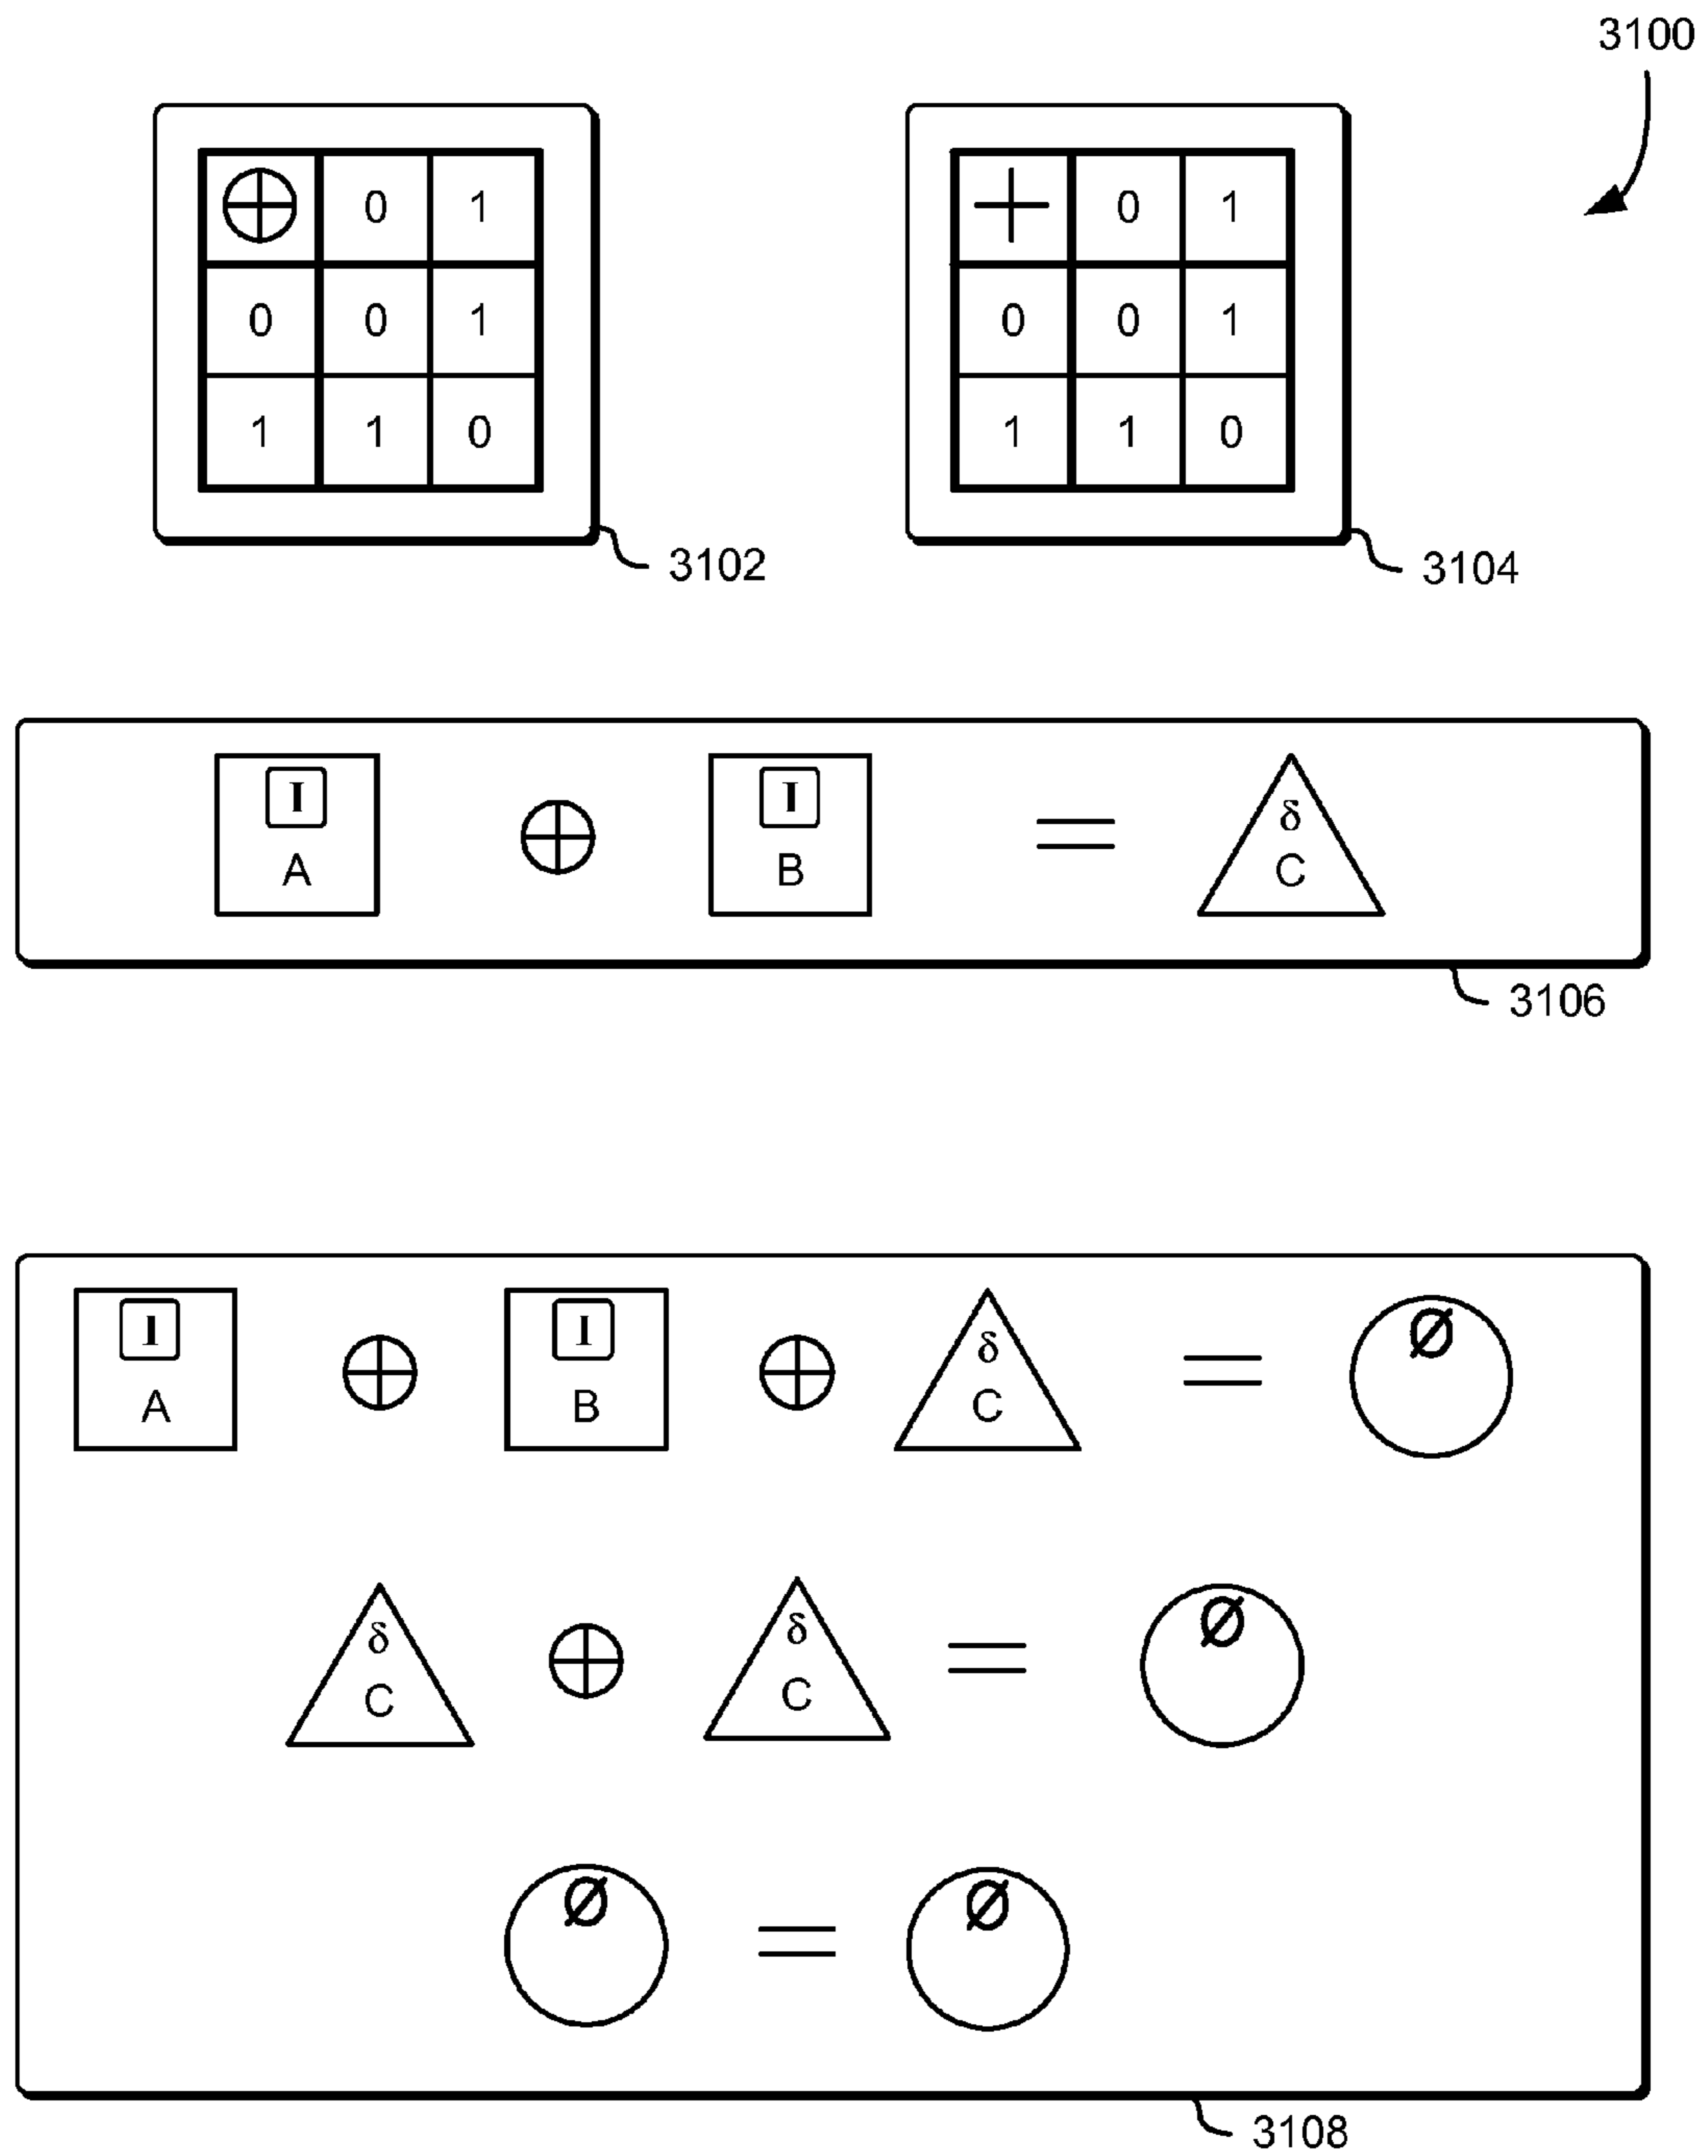 3100
⊕ 0 1
0 0 1
1 1 0
3102
+ 0 1
0 0 1
1 1 0
3104
I ⊕ I = δ
A B C
3106
I ⊕ I ⊕ δ = Ø
A B C
δ ⊕ δ = Ø
C C
Ø = Ø
3108